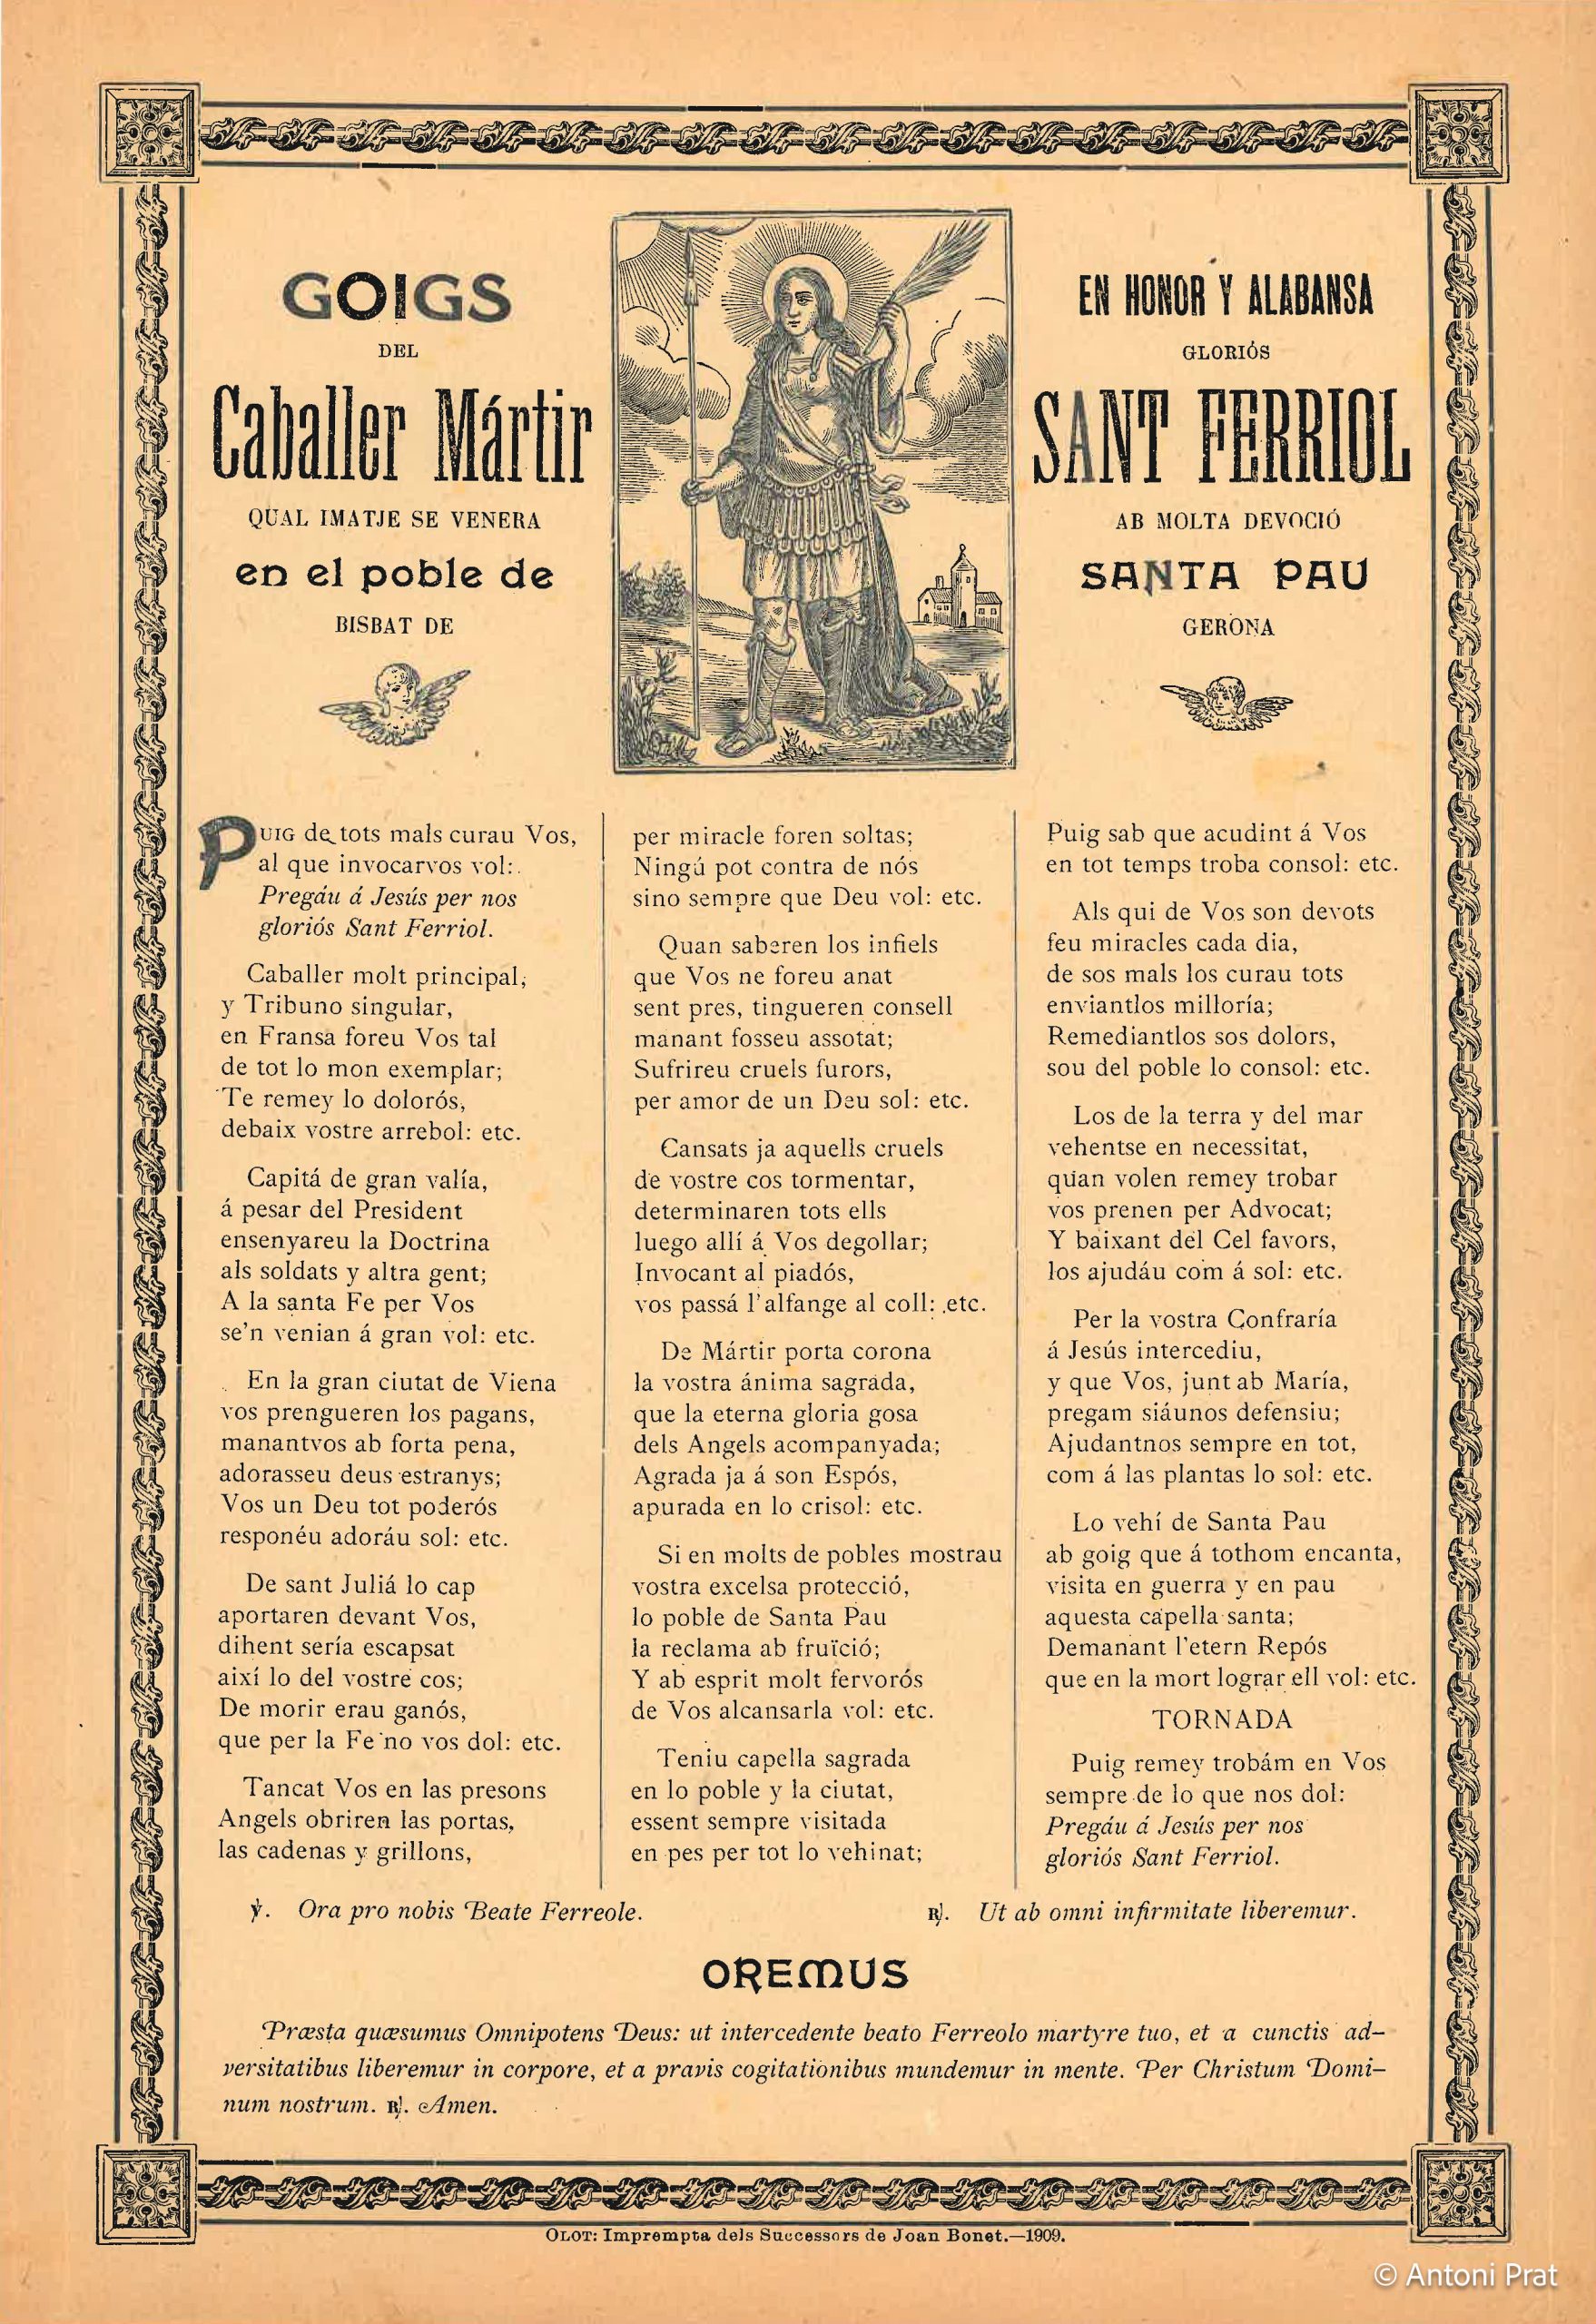 GOIGS EN HONOR Y ALABANSA
DEL GLORIÓS
Caballer Mártir SANT FERRIOL
QUAL IMATJE SE VENERA AB MOLTA DEVOCIÓ
en el poble de SANTA PAU
BISBAT DE GERONA
PUIG de tots mals curau Vos,
al que invocarvos vol:
Pregáu á Jesús per nos
gloriós Sant Ferriol.
Caballer molt principal,
y Tribuno singular,
en Fransa foreu Vos tal
de tot lo mon exemplar;
Te remey lo dolorós,
debaix vostre arrebol: etc.
Capitá de gran valía,
á pesar del President
ensenyareu la Doctrina
als soldats y altra gent;
A la santa Fe per Vos
se'n venian á gran vol: etc.
En la gran ciutat de Viena
vos prengueren los pagans,
manantvos ab forta pena,
adorasseu deus estranys;
Vos un Deu tot poderós
responéu adoráu sol: etc.
De sant Juliá lo cap
aportaren devant Vos,
dihent sería escapsat
així lo del vostre cos;
De morir erau ganós,
que per la Fe no vos dol: etc.
Tancat Vos en las presons
Angels obriren las portas,
las cadenas y grillons,
per miracle foren soltas;
Ningú pot contra de nós
sino sempre que Deu vol: etc.
Quan saberen los infiels
que Vos ne foreu anat
sent pres, tingueren consell
manant fosseu assotat;
Sufrireu cruels furors,
per amor de un Deu sol: etc.
Cansats ja aquells cruels
de vostre cos tormentar,
determinaren tots ells
luego allí á Vos degollar;
Invocant al piadós,
vos passá l'alfange al coll: etc.
De Mártir porta corona
la vostra ánima sagrada,
que la eterna gloria gosa
dels Angels acompanyada;
Agrada ja á son Espós,
apurada en lo crisol: etc.
Si en molts de pobles mostrau
vostra excelsa protecció,
lo poble de Santa Pau
la reclama ab fruïció;
Y ab esprit molt fervorós
de Vos alcansarla vol: etc.
Teniu capella sagrada
en lo poble y la ciutat,
essent sempre visitada
en pes per tot lo vehinat;
Puig sab que acudint á Vos
en tot temps troba consol: etc.
Als qui de Vos son devots
feu miracles cada dia,
de sos mals los curau tots
enviantlos milloría;
Remediantlos sos dolors,
sou del poble lo consol: etc.
Los de la terra y del mar
vehentse en necessitat,
quan volen remey trobar
vos prenen per Advocat;
Y baixant del Cel favors,
los ajudáu com á sol: etc.
Per la vostra Confraría
á Jesús intercediu,
y que Vos, junt ab María,
pregam siáunos defensiu;
Ajudantnos sempre en tot,
com á las plantas lo sol: etc.
Lo vehí de Santa Pau
ab goig que á tothom encanta,
visita en guerra y en pau
aquesta capella santa;
Demanant l'etern Repós
que en la mort lograr ell vol: etc.
TORNADA
Puig remey trobám en Vos
sempre de lo que nos dol:
Pregáu á Jesús per nos
gloriós Sant Ferriol.
℣. Ora pro nobis Beate Ferreole. ℟. Ut ab omni infirmitate liberemur.
OREMUS
Præsta quæsumus Omnipotens Deus: ut intercedente beato Ferreolo martyre tuo, et a cunctis ad-
versitatibus liberemur in corpore, et a pravis cogitationibus mundemur in mente. Per Christum Domi-
num nostrum. ℟. Amen.
OLOT: Imprempta dels Successors de Joan Bonet.—1909.
© Antoni Prat